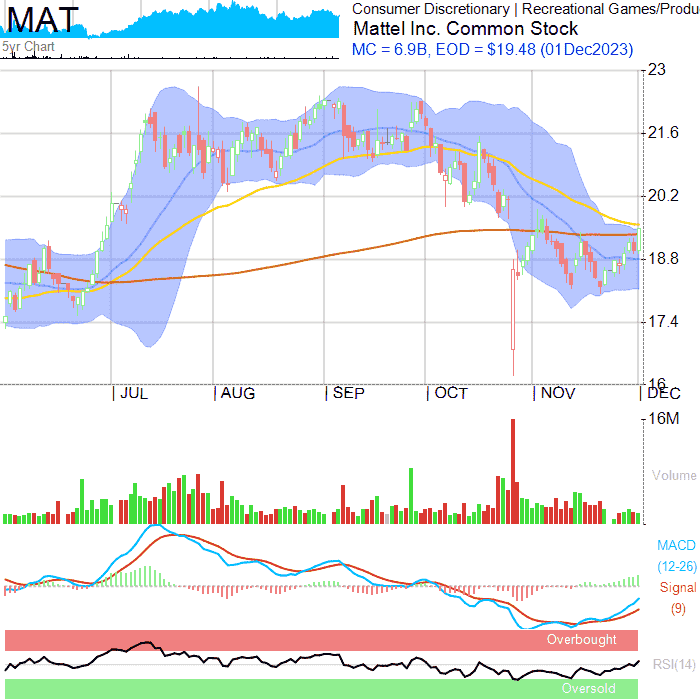 MAT
5yr Chart
Consumer Discretionary | Recreational Games/Produ
Mattel Inc. Common Stock
MC = 6.9B, EOD = $19.48 (01Dec2023)
23
21.6
20.2
18.8
17.4
16
JUL
AUG
SEP
OCT
NOV
DEC
16M
Volume
MACD
(12-26)
Signal
(9)
Overbought
RSI(14)
Oversold